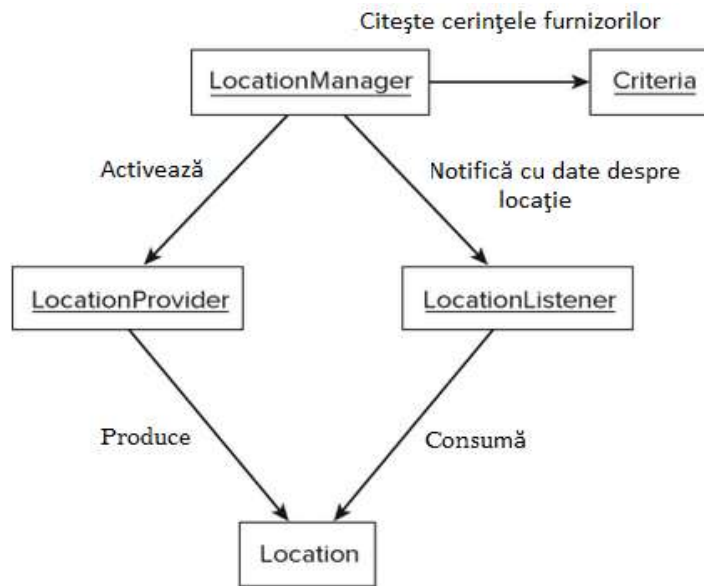 Citeşte cerinţele furnizorilor
LocationManager
Criteria
Activează
Notifică cu date despre
locaţie
LocationProvider
LocationListener
Produce
Consumă
Location